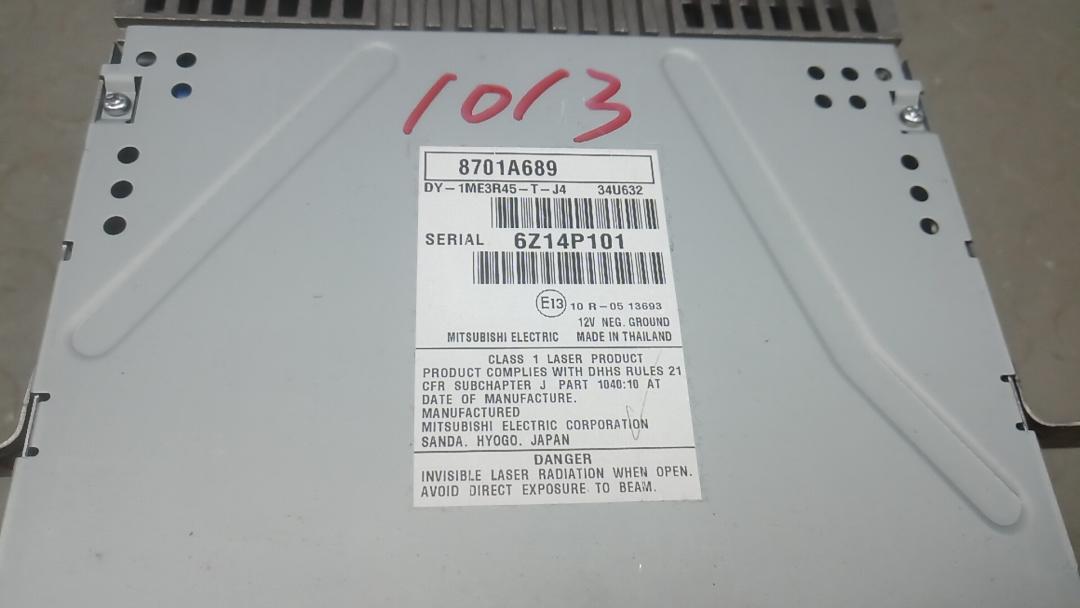 1013
8701A689
DY-1ME3R45-T-J4 34U632
SERIAL 6Z14P101
E13 10 R-05 13693
12V NEG. GROUND
MITSUBISHI ELECTRIC MADE IN THAILAND
CLASS 1 LASER PRODUCT
PRODUCT COMPLIES WITH DHHS RULES 21
CFR SUBCHAPTER J PART 1040:10 AT
DATE OF MANUFACTURE.
MANUFACTURED
MITSUBISHI ELECTRIC CORPORATION
SANDA. HYOGO. JAPAN
DANGER
INVISIBLE LASER RADIATION WHEN OPEN.
AVOID DIRECT EXPOSURE TO BEAM.